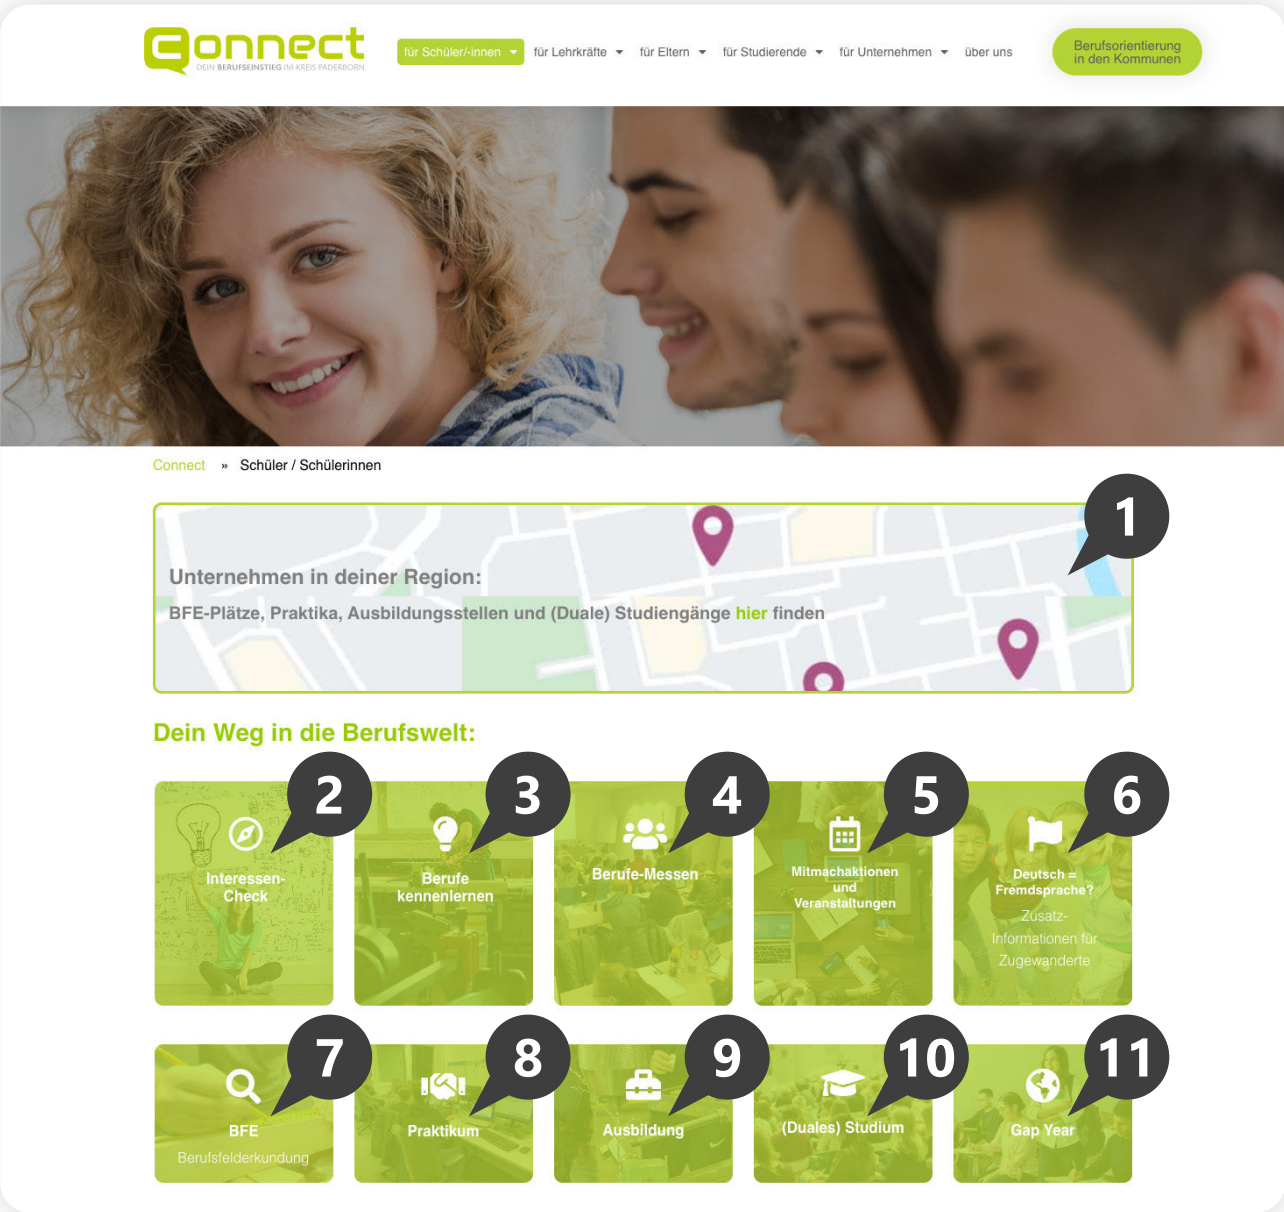 Connect
DEIN BERUFSEINSTIEG IM KREIS PADERBORN
für Schüler/-innen
für Lehrkräfte
für Eltern
für Studierende
für Unternehmen
über uns
Berufsorientierung
in den Kommunen
Connect » Schüler / Schülerinnen
1
Unternehmen in deiner Region:
BFE-Plätze, Praktika, Ausbildungsstellen und (Duale) Studiengänge hier finden
Dein Weg in die Berufswelt:
2
Interessen-
Check
3
Berufe
kennenlernen
4
Berufe-Messen
5
Mitmachaktionen
und
Veranstaltungen
6
Deutsch =
Fremdsprache?
Zusatz-
Informationen für
Zugewanderte
7
BFE
Berufsfelderkundung
8
Praktikum
9
Ausbildung
10
(Duales) Studium
11
Gap Year